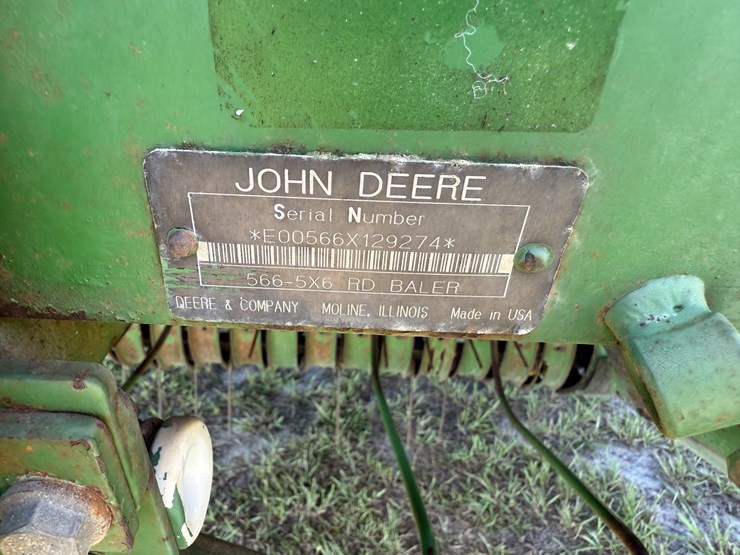 JOHN DEERE
Serial Number
*E00566X129274*
566-5X6 RD BALER
DEERE & COMPANY MOLINE, ILLINOIS Made in USA